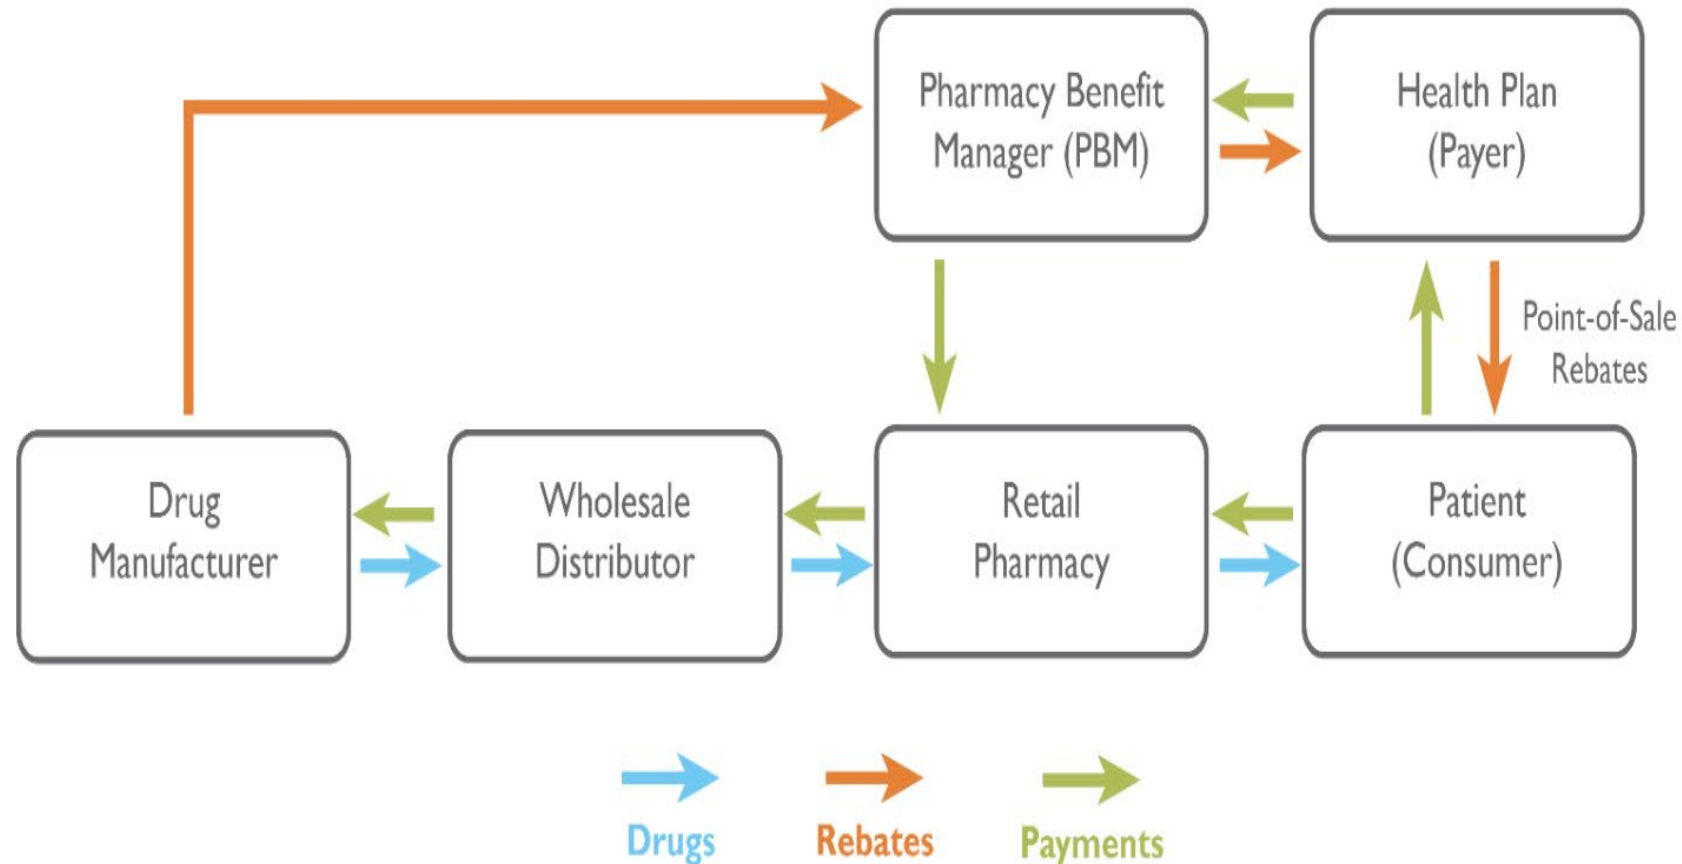 Pharmacy Benefit
Manager (PBM)
Health Plan
(Payer)
Point-of-Sale
Rebates
Drug
Manufacturer
Wholesale
Distributor
Retail
Pharmacy
Patient
(Consumer)
Drugs
Rebates
Payments